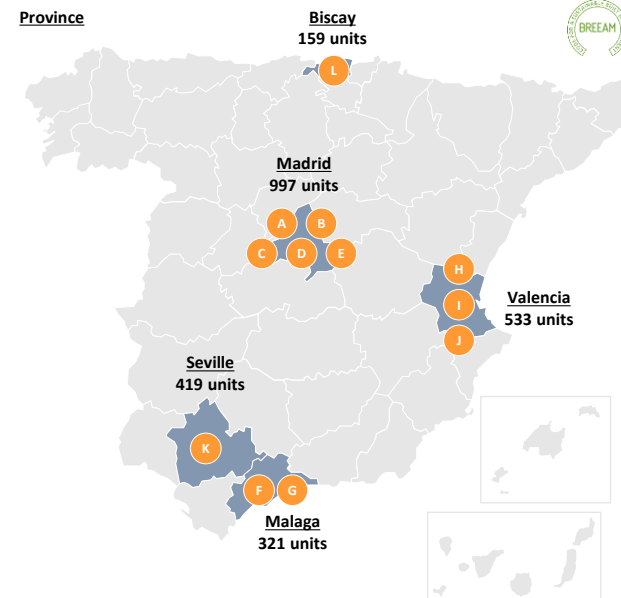 Province
Biscay
159 units
BREEAM
L
Madrid
997 units
A
B
C
D
E
H
I
J
Valencia
533 units
Seville
419 units
K
F
G
Malaga
321 units